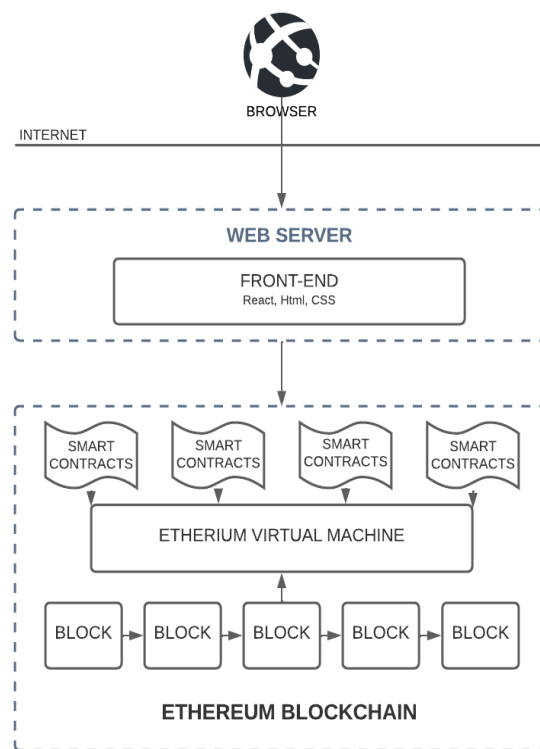 BROWSER
INTERNET
WEB SERVER
FRONT-END
React, Html, CSS
SMART
CONTRACTS
SMART
CONTRACTS
SMART
CONTRACTS
SMART
CONTRACTS
ETHERIUM VIRTUAL MACHINE
BLOCK
BLOCK
BLOCK
BLOCK
BLOCK
ETHEREUM BLOCKCHAIN